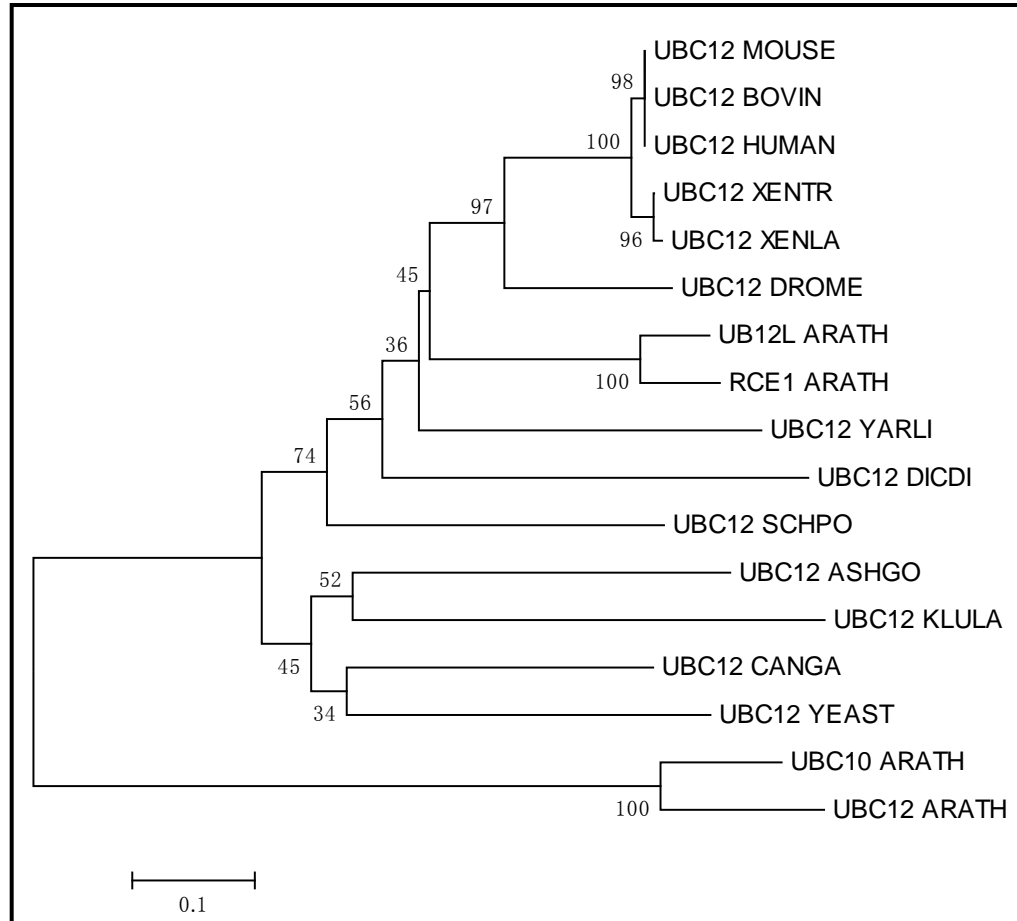 UBC12 MOUSE
98
UBC12 BOVIN
100
UBC12 HUMAN
UBC12 XENTR
97
96
UBC12 XENLA
45
UBC12 DROME
UB12L ARATH
36
100
RCE1 ARATH
56
UBC12 YARLI
74
UBC12 DICDI
UBC12 SCHPO
52
UBC12 ASHGO
UBC12 KLULA
45
UBC12 CANGA
34
UBC12 YEAST
UBC10 ARATH
100
UBC12 ARATH
0.1